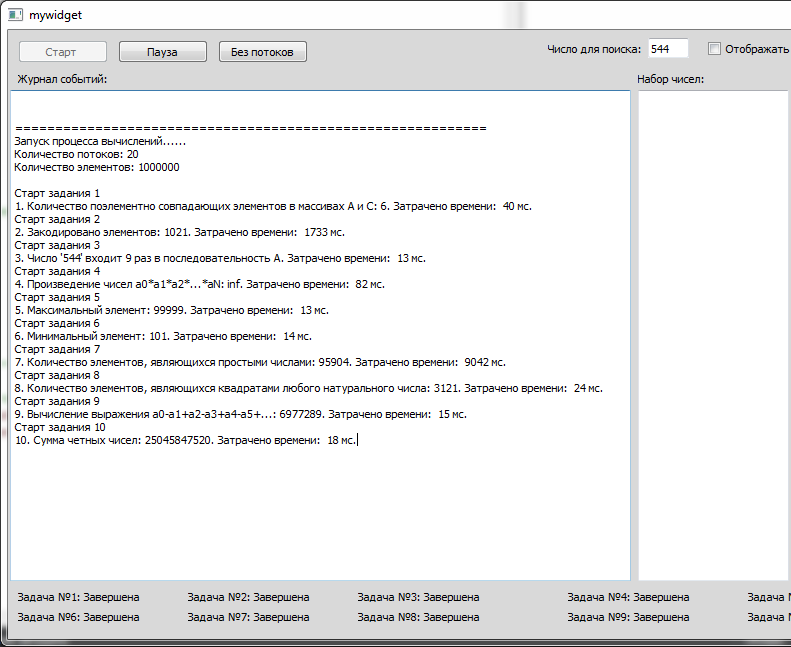 mywidget
Старт Пауза Без потоков Число для поиска: 544 Отображать
Журнал событий: Набор чисел:
===========================================================
Запуск процесса вычислений......
Количество потоков: 20
Количество элементов: 1000000
Старт задания 1
1. Количество поэлементно совпадающих элементов в массивах A и C: 6. Затрачено времени: 40 мс.
Старт задания 2
2. Закодировано элементов: 1021. Затрачено времени: 1733 мс.
Старт задания 3
3. Число '544' входит 9 раз в последовательность A. Затрачено времени: 13 мс.
Старт задания 4
4. Произведение чисел a0*a1*a2*...*aN: inf. Затрачено времени: 82 мс.
Старт задания 5
5. Максимальный элемент: 99999. Затрачено времени: 13 мс.
Старт задания 6
6. Минимальный элемент: 101. Затрачено времени: 14 мс.
Старт задания 7
7. Количество элементов, являющихся простыми числами: 95904. Затрачено времени: 9042 мс.
Старт задания 8
8. Количество элементов, являющихся квадратами любого натурального числа: 3121. Затрачено времени: 24 мс.
Старт задания 9
9. Вычисление выражения a0-a1+a2-a3+a4-a5+...: 6977289. Затрачено времени: 15 мс.
Старт задания 10
10. Сумма четных чисел: 25045847520. Затрачено времени: 18 мс.
Задача №1: Завершена Задача №2: Завершена Задача №3: Завершена Задача №4: Завершена Задача
Задача №6: Завершена Задача №7: Завершена Задача №8: Завершена Задача №9: Завершена Задача